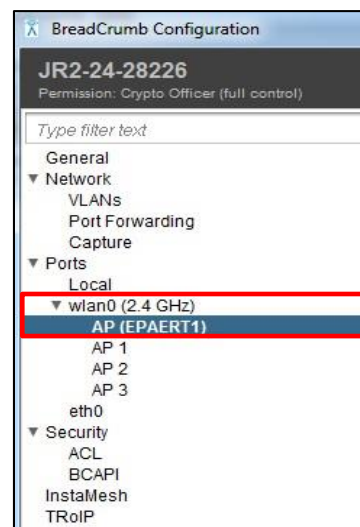 BreadCrumb Configuration
JR2-24-28226
Permission: Crypto Officer (full control)
Type filter text
General
Network
VLANs
Port Forwarding
Capture
Ports
Local
wlan0 (2.4 GHz)
AP (EPAERT1)
AP 1
AP 2
AP 3
eth0
Security
ACL
BCAPI
InstaMesh
TRoIP